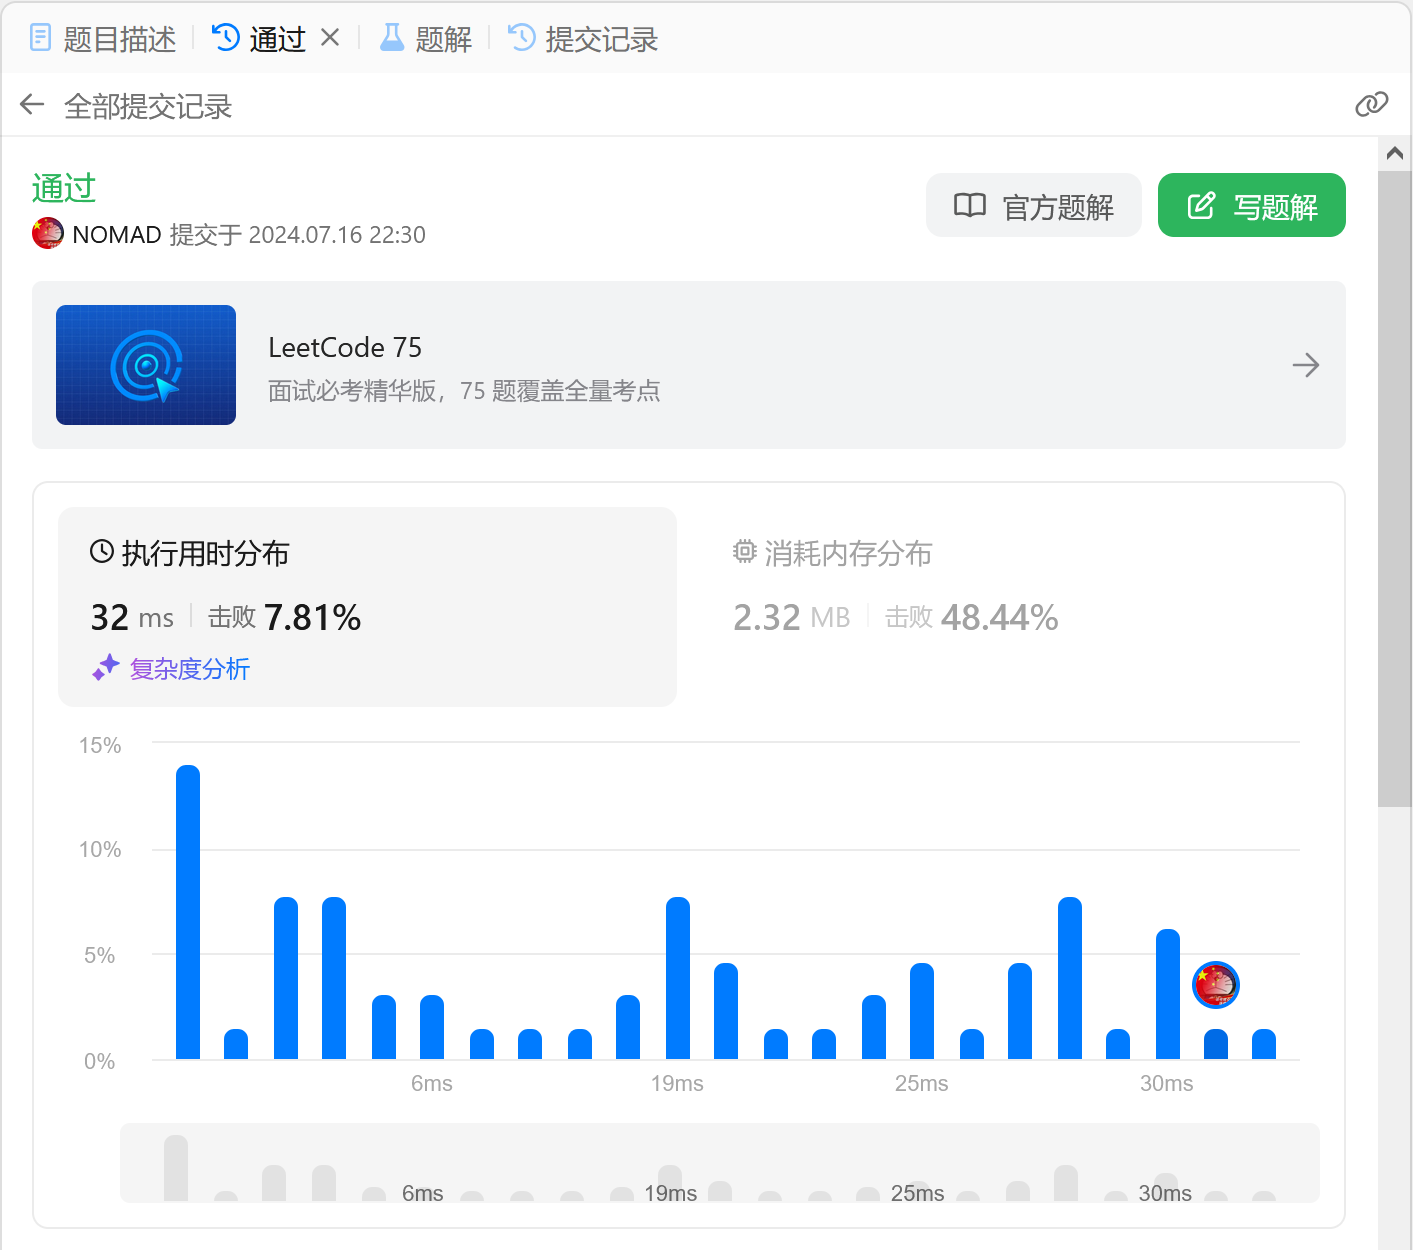 题目描述 通过 题解 提交记录
全部提交记录
通过
NOMAD 提交于 2024.07.16 22:30
官方题解 写题解
LeetCode 75
面试必考精华版，75 题覆盖全量考点
执行用时分布
32 ms 击败 7.81%
复杂度分析
消耗内存分布
2.32 MB 击败 48.44%
15%
10%
5%
0%
6ms 19ms 25ms 30ms
6ms 19ms 25ms 30ms